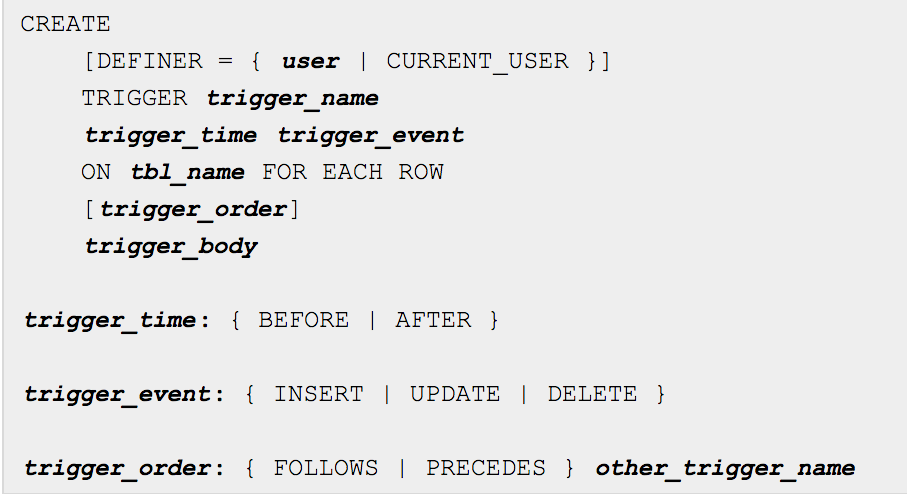 CREATE
[DEFINER = { user | CURRENT_USER }]
TRIGGER trigger_name
trigger_time trigger_event
ON tbl_name FOR EACH ROW
[trigger_order]
trigger_body
trigger_time: { BEFORE | AFTER }
trigger_event: { INSERT | UPDATE | DELETE }
trigger_order: { FOLLOWS | PRECEDES } other_trigger_name